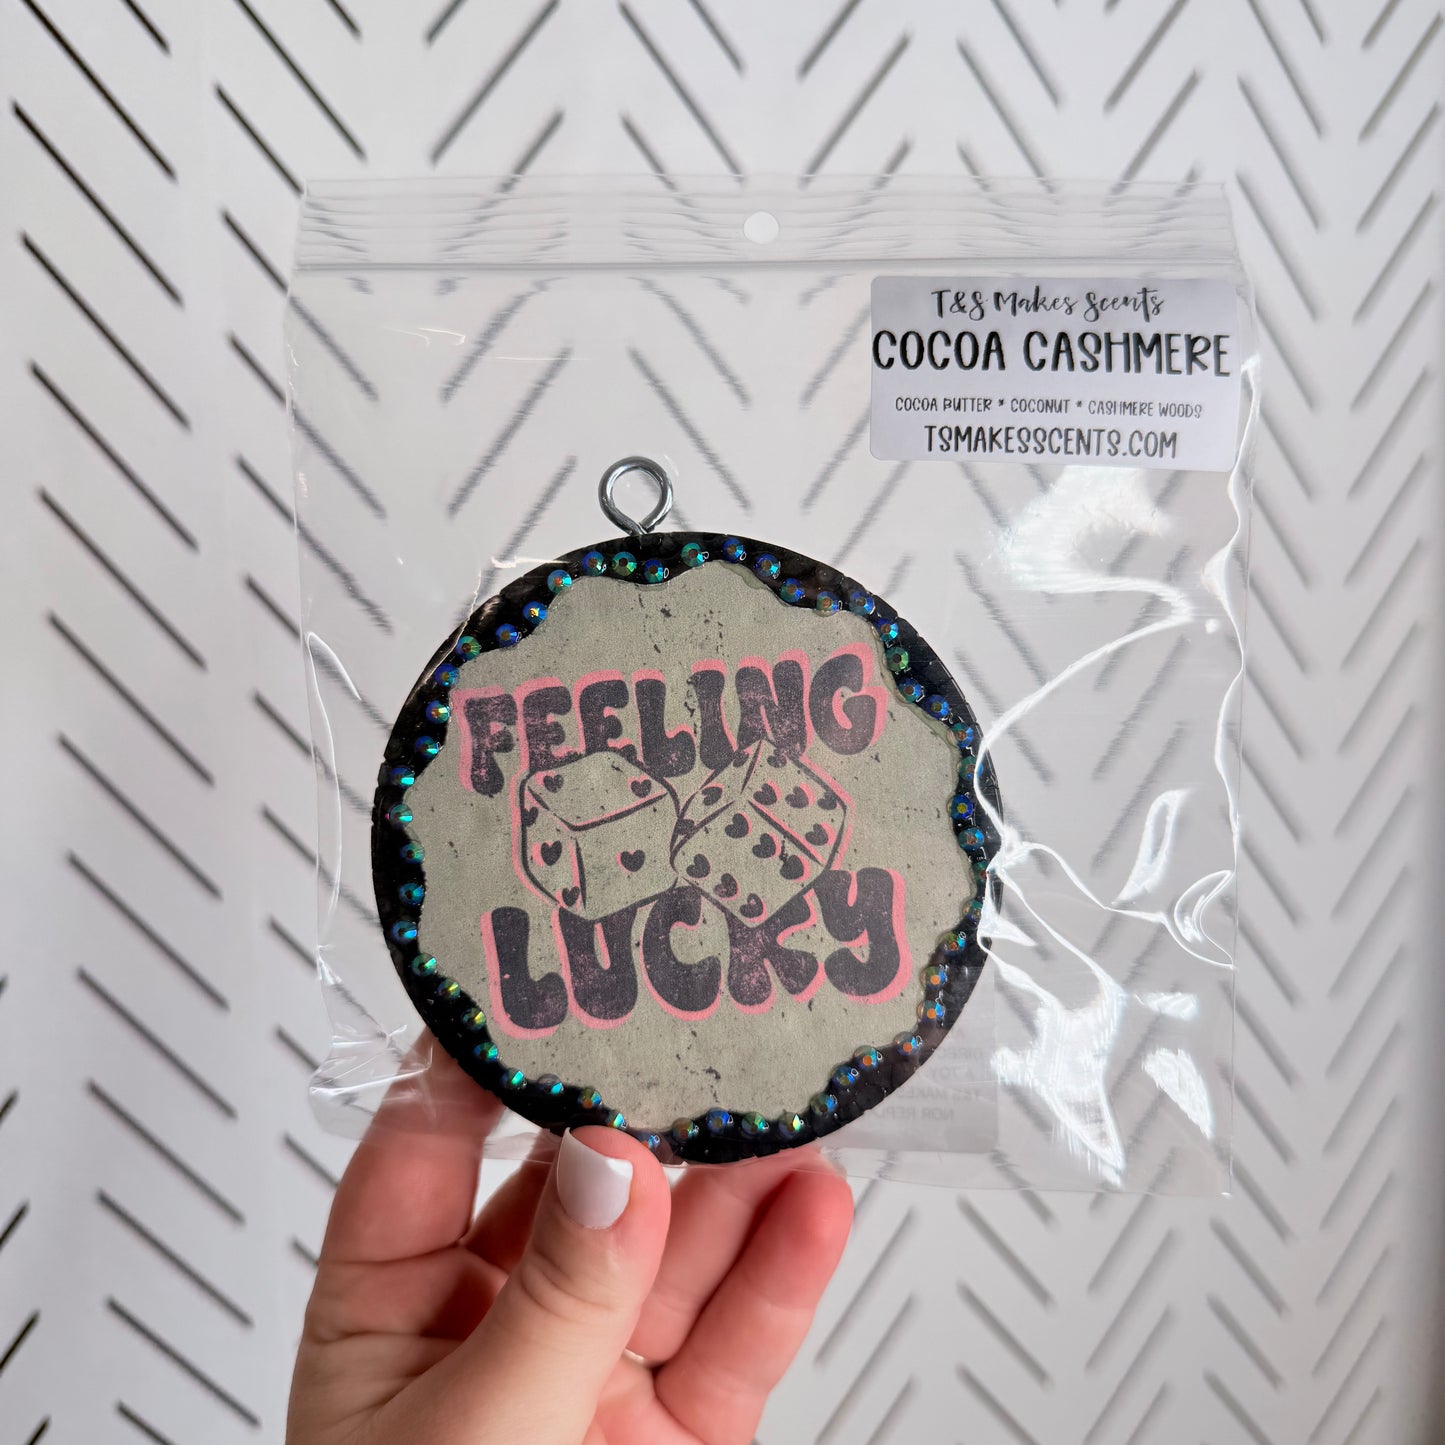 T&S Makes Scents
COCOA CASHMERE
COCOA BUTTER * COCONUT * CASHMERE WOODS
TSMAKESSCENTS.COM
FEELING
LUCKY